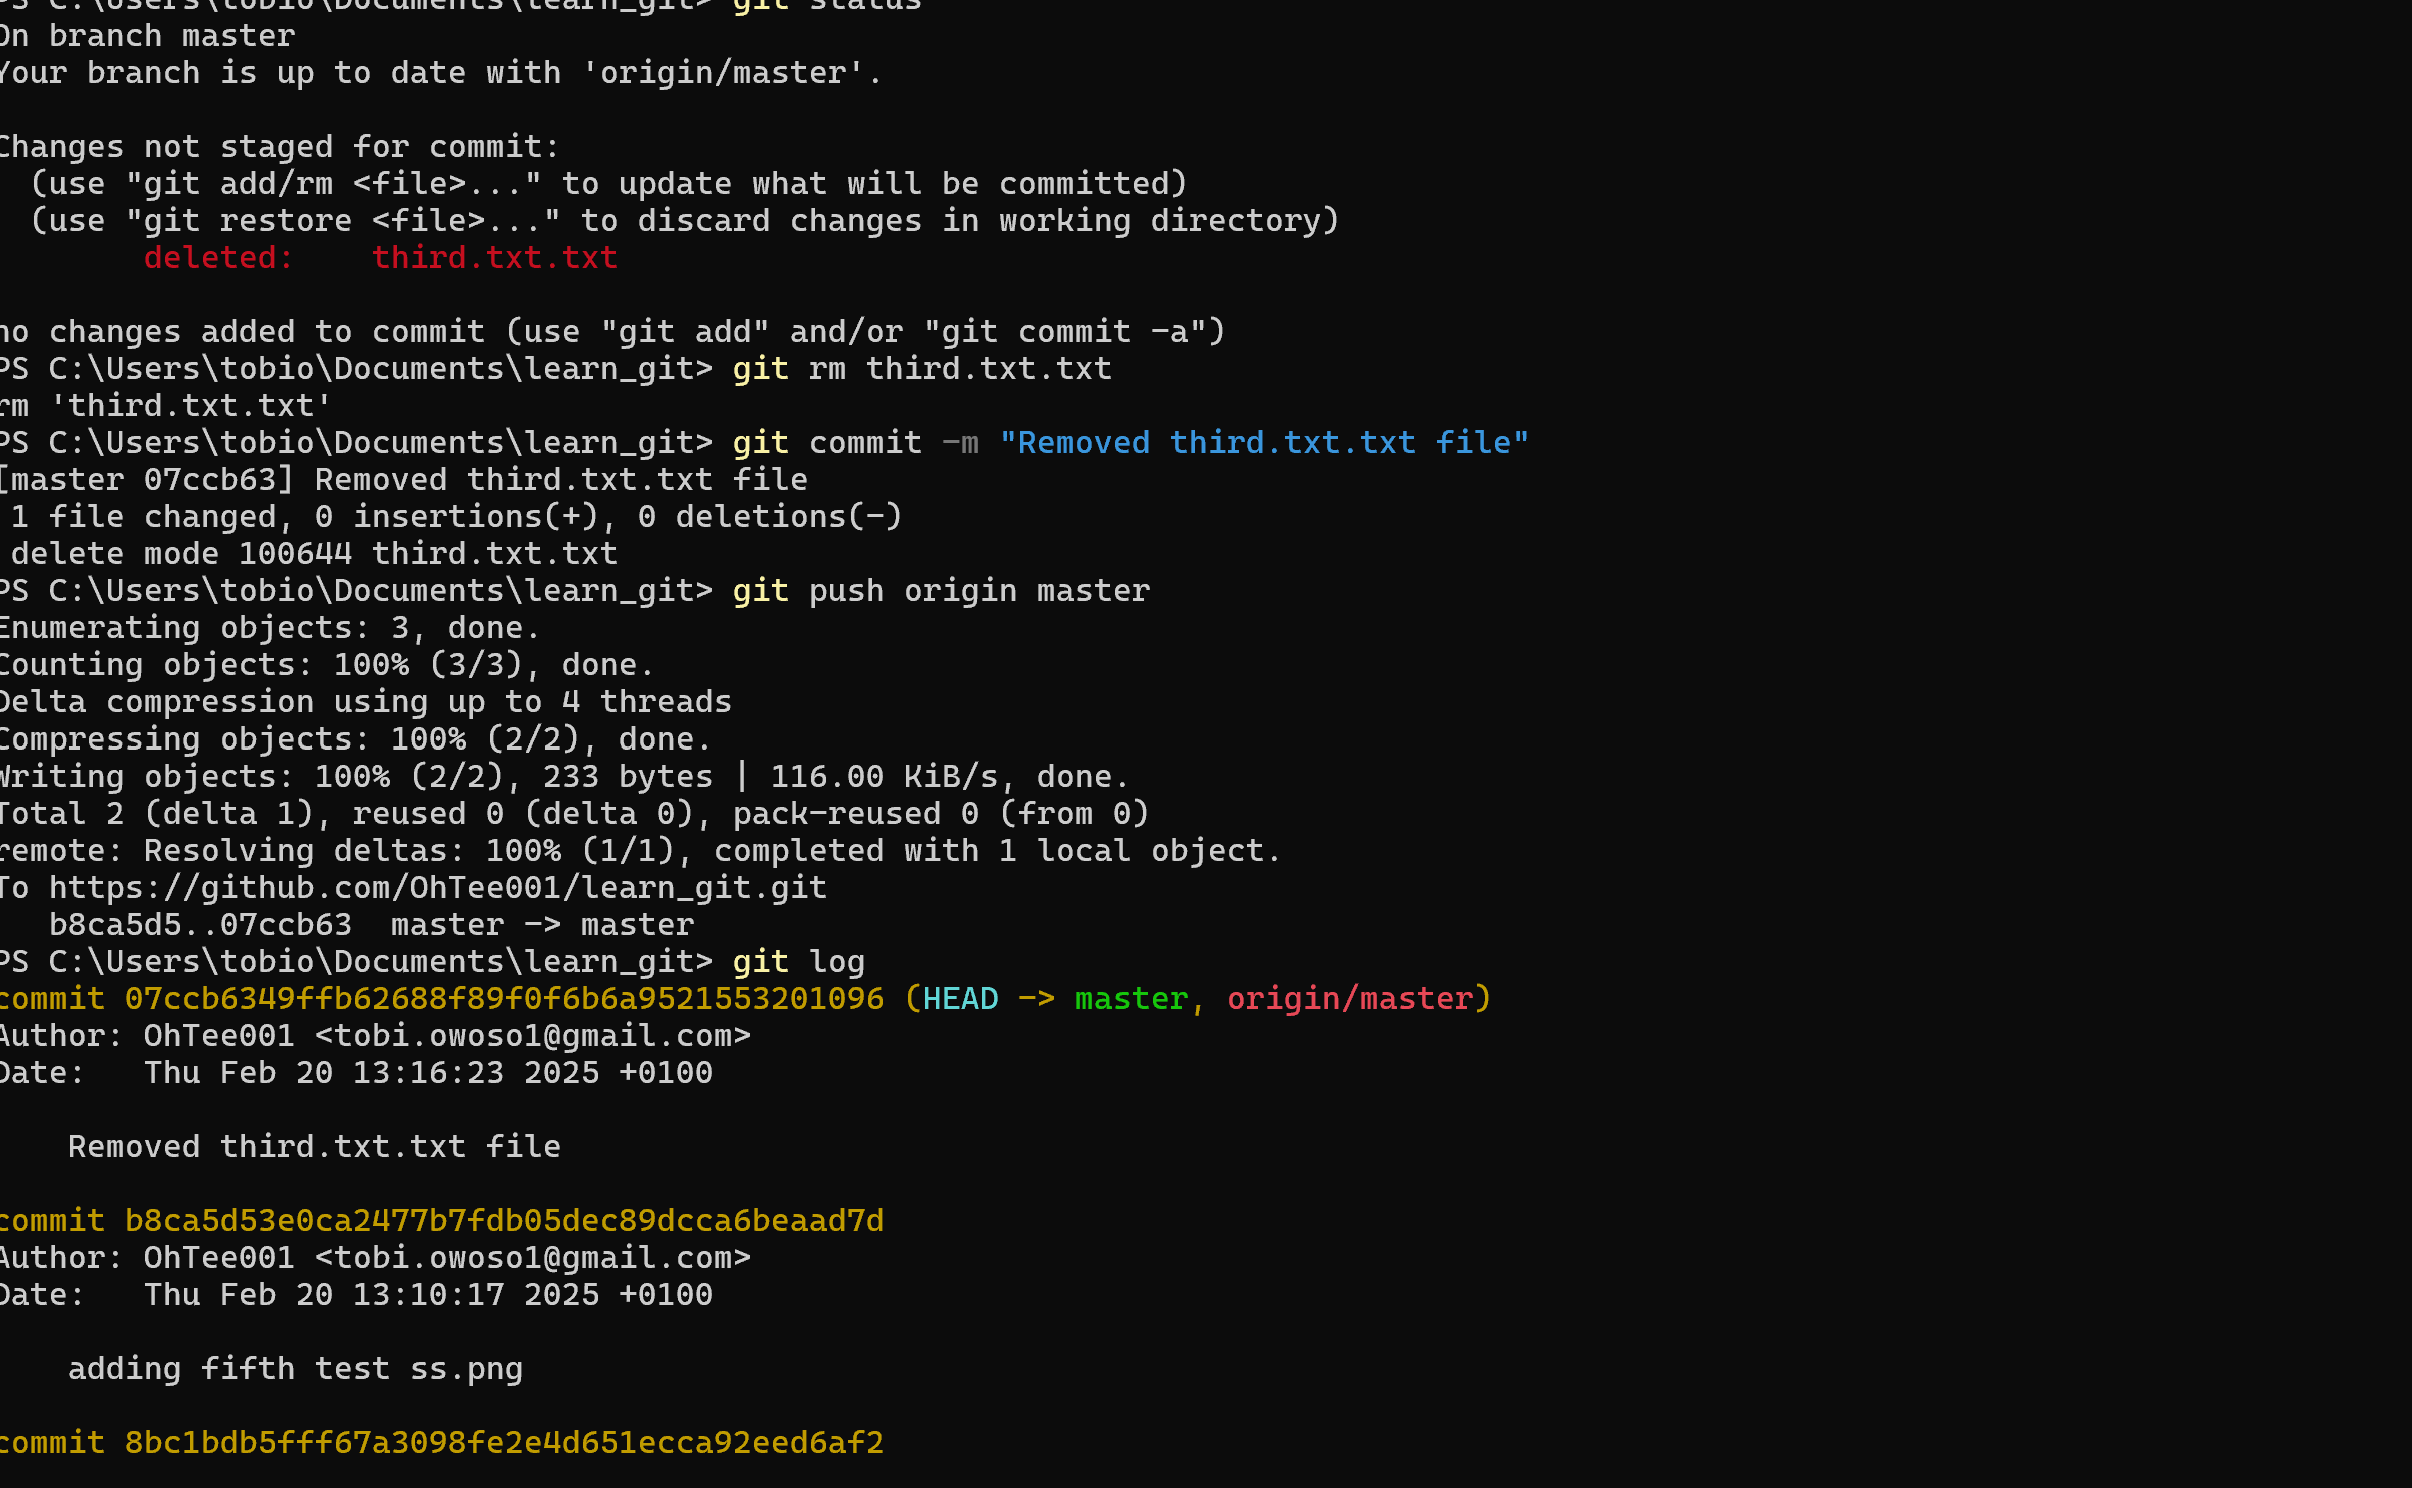 PS C:\Users\tobio\Documents\learn_git> git status
On branch master
Your branch is up to date with 'origin/master'.
Changes not staged for commit:
  (use "git add/rm <file>..." to update what will be committed)
  (use "git restore <file>..." to discard changes in working directory)
        deleted:    third.txt.txt
no changes added to commit (use "git add" and/or "git commit -a")
PS C:\Users\tobio\Documents\learn_git> git rm third.txt.txt
rm 'third.txt.txt'
PS C:\Users\tobio\Documents\learn_git> git commit -m "Removed third.txt.txt file"
[master 07ccb63] Removed third.txt.txt file
 1 file changed, 0 insertions(+), 0 deletions(-)
 delete mode 100644 third.txt.txt
PS C:\Users\tobio\Documents\learn_git> git push origin master
Enumerating objects: 3, done.
Counting objects: 100% (3/3), done.
Delta compression using up to 4 threads
Compressing objects: 100% (2/2), done.
Writing objects: 100% (2/2), 233 bytes | 116.00 KiB/s, done.
Total 2 (delta 1), reused 0 (delta 0), pack-reused 0 (from 0)
remote: Resolving deltas: 100% (1/1), completed with 1 local object.
To https://github.com/OhTee001/learn_git.git
   b8ca5d5..07ccb63  master -> master
PS C:\Users\tobio\Documents\learn_git> git log
commit 07ccb6349ffb62688f89f0f6b6a9521553201096 (HEAD -> master, origin/master)
Author: OhTee001 <tobi.owoso1@gmail.com>
Date:   Thu Feb 20 13:16:23 2025 +0100
    Removed third.txt.txt file
commit b8ca5d53e0ca2477b7fdb05dec89dcca6beaad7d
Author: OhTee001 <tobi.owoso1@gmail.com>
Date:   Thu Feb 20 13:10:17 2025 +0100
    adding fifth test ss.png
commit 8bc1bdb5fff67a3098fe2e4d651ecca92eed6af2